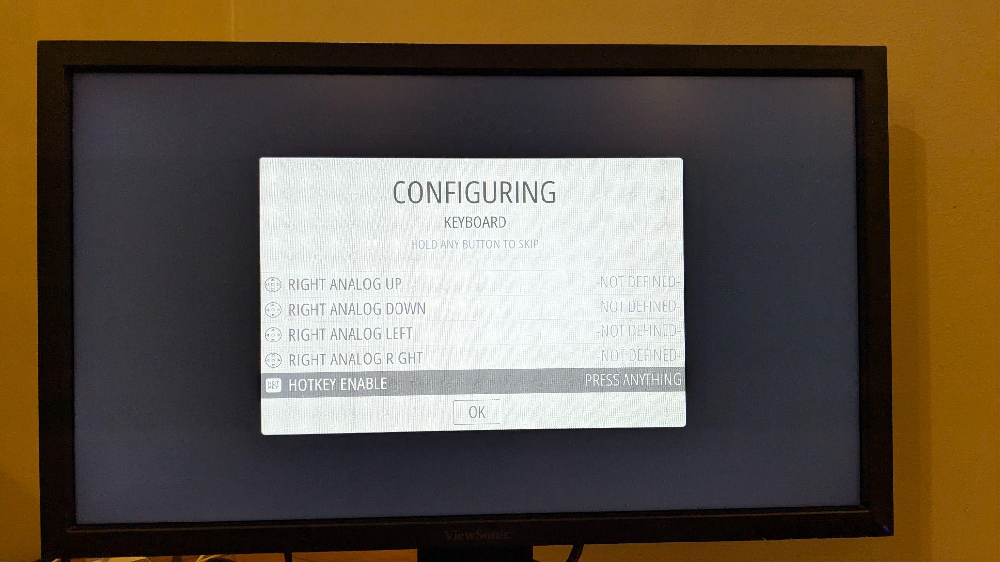 CONFIGURING
KEYBOARD
HOLD ANY BUTTON TO SKIP
RIGHT ANALOG UP -NOT DEFINED-
RIGHT ANALOG DOWN -NOT DEFINED-
RIGHT ANALOG LEFT -NOT DEFINED-
RIGHT ANALOG RIGHT -NOT DEFINED-
HOT
KEY
HOTKEY ENABLE PRESS ANYTHING
OK
ViewSonic